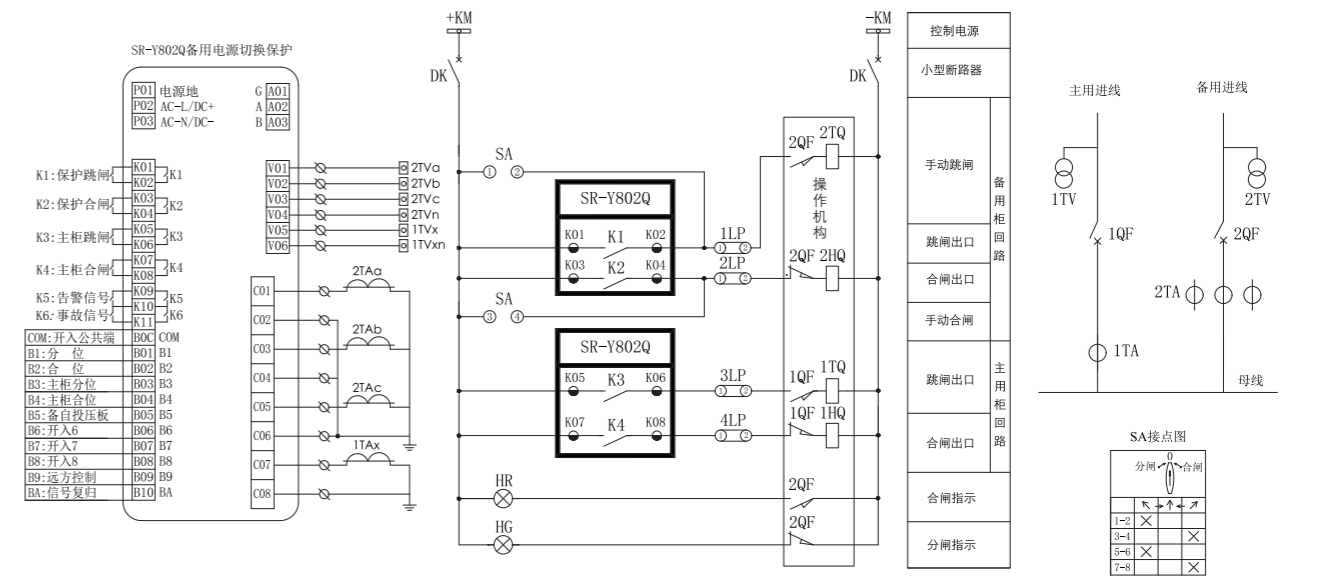 SR-Y802Q备用电源切换保护
P01 电源地 G A01
P02 AC-L/DC+ A A02
P03 AC-N/DC- B A03
K1:保护跳闸 K01 K02 K1
K2:保护合闸 K03 K04 K2
K3:主柜跳闸 K05 K06 K3
K4:主柜合闸 K07 K08 K4
K5:告警信号 K09 K10 K5
K6:事故信号 K11 K6
COM:开入公共端 B0C COM
B1:分 位 B01 B1
B2:合 位 B02 B2
B3:主柜分位 B03 B3
B4:主柜合位 B04 B4
B5:备自投压板 B05 B5
B6:开入6 B06 B6
B7:开入7 B07 B7
B8:开入8 B08 B8
B9:远方控制 B09 B9
BA:信号复归 B10 BA
V01 2TVa
V02 2TVb
V03 2TVc
V04 2TVn
V05 1TVx
V06 1TVxn
C01 2TAa
C02
C03 2TAb
C04
C05 2TAc
C06
C07 1TAx
C08
+KM -KM
DK DK
SA
① ②
2QF 2TQ
操作机构
SR-Y802Q
K01 K1 K02 1LP
① ②
K03 K2 K04 2LP
① ②
2QF 2HQ
SA
③ ④
SR-Y802Q
K05 K3 K06 3LP
① ②
1QF 1TQ
K07 K4 K08 4LP
① ②
1QF 1HQ
HR 2QF
HG 2QF
控制电源
小型断路器
手动跳闸
跳闸出口
合闸出口
手动合闸
备用柜回路
跳闸出口
合闸出口
主用柜回路
合闸指示
分闸指示
主用进线 备用进线
1TV 2TV
1QF 2QF
2TA
1TA
母线
SA接点图
0
分闸 合闸
1-2
3-4
5-6
7-8